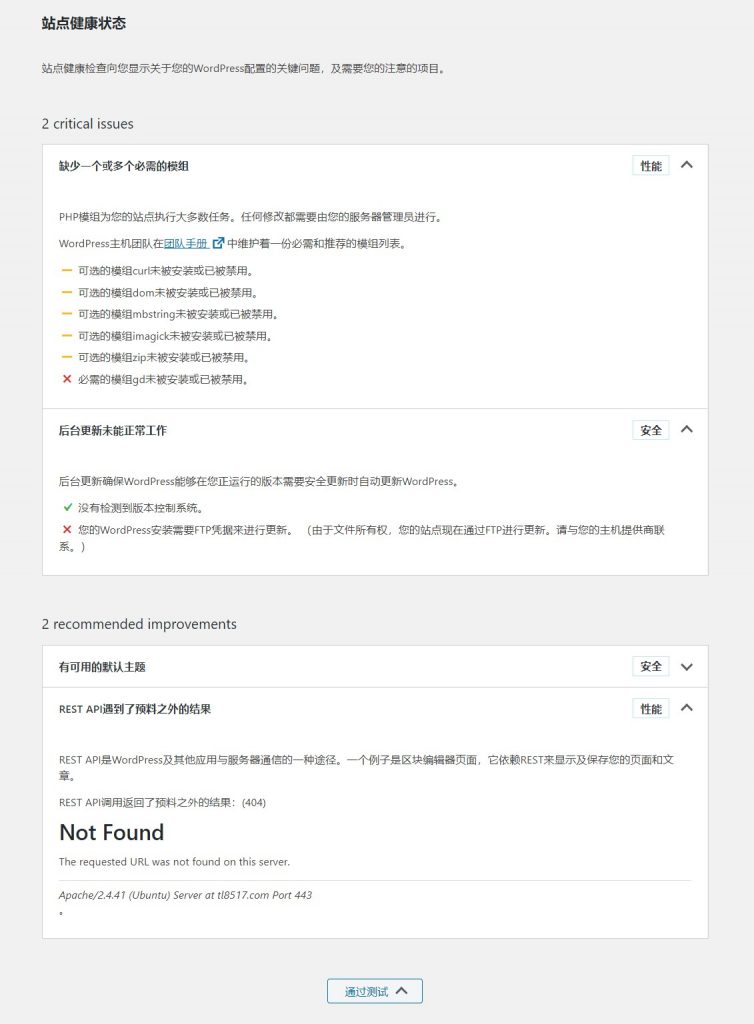 站点健康状态
站点健康检查向您显示关于您的WordPress配置的关键问题，及需要您的注意的项目。
2 critical issues
缺少一个或多个必需的模组
性能
PHP模组为您的站点执行大多数任务。任何修改都需要由您的服务器管理员进行。
WordPress主机团队在团队手册 中维护着一份必需和推荐的模组列表。
可选的模组curl未被安装或已被禁用。
可选的模组dom未被安装或已被禁用。
可选的模组mbstring未被安装或已被禁用。
可选的模组imagick未被安装或已被禁用。
可选的模组zip未被安装或已被禁用。
必需的模组gd未被安装或已被禁用。
后台更新未能正常工作
安全
后台更新确保WordPress能够在您正运行的版本需要安全更新时自动更新WordPress。
没有检测到版本控制系统。
您的WordPress安装需要FTP凭据来进行更新。 （由于文件所有权，您的站点现在通过FTP进行更新。请与您的主机提供商联
系。）
2 recommended improvements
有可用的默认主题
安全
REST API遇到了预料之外的结果
性能
REST API是WordPress及其他应用与服务器通信的一种途径。一个例子是区块编辑器页面，它依赖REST来显示及保存您的页面和文
章。
REST API调用返回了预料之外的结果：(404)
Not Found
The requested URL was not found on this server.
Apache/2.4.41 (Ubuntu) Server at tl8517.com Port 443
。
通过测试